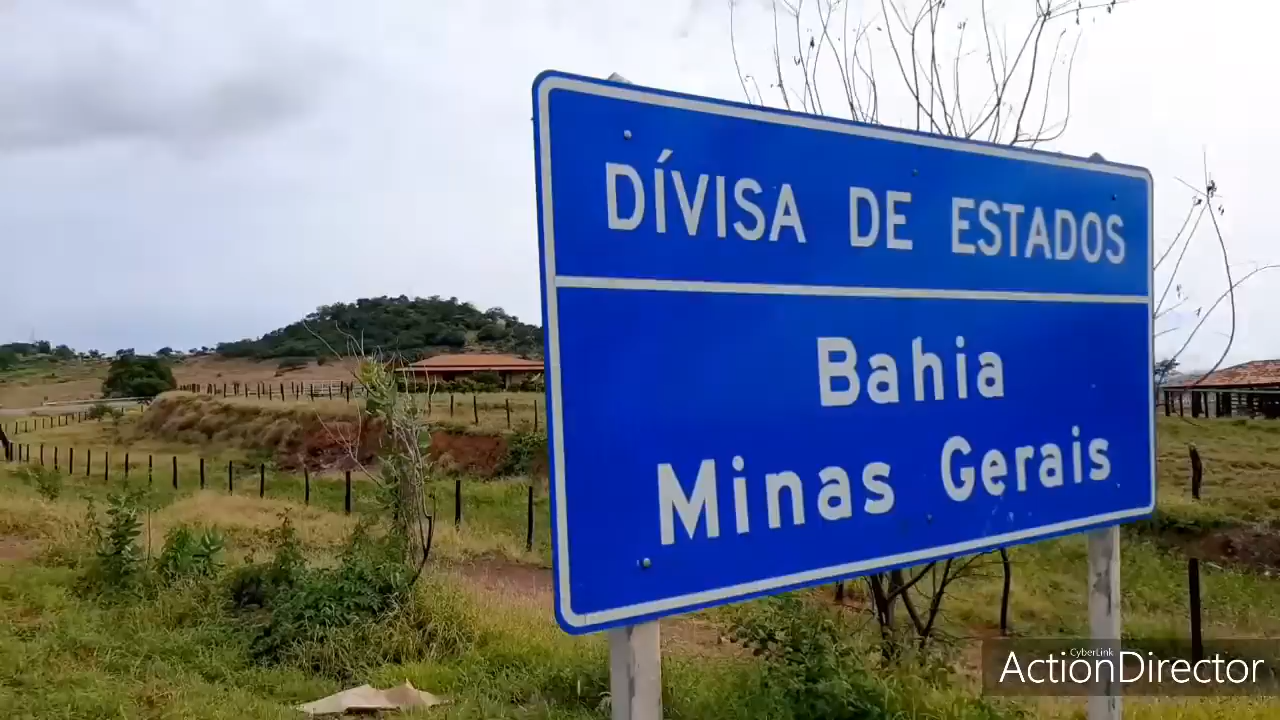 DÍVISA DE ESTADOS
Bahia
Minas Gerais
CyberLink
ActionDirector